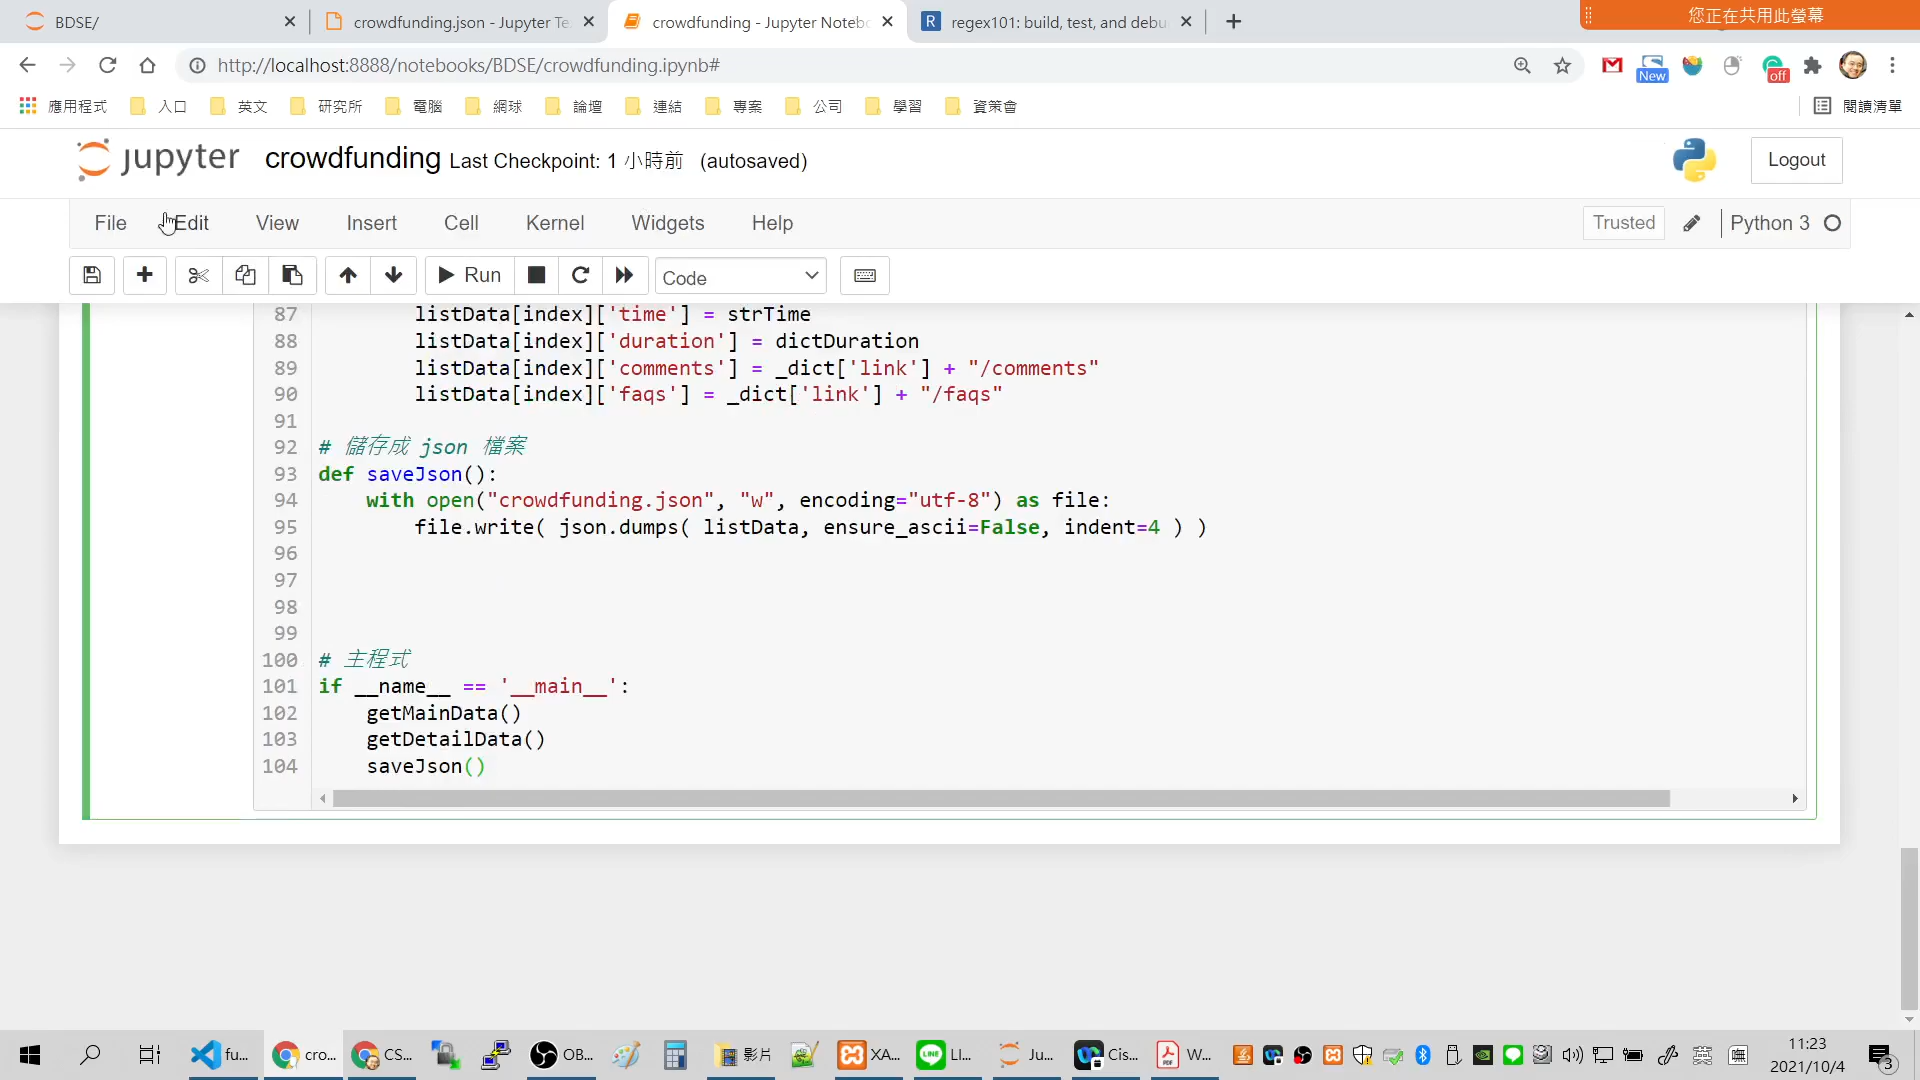 BDSE/
crowdfunding.json - Jupyter Te
crowdfunding - Jupyter Notebo
regex101: build, test, and debu
您正在共用此螢幕
http://localhost:8888/notebooks/BDSE/crowdfunding.ipynb#
New
off
應用程式
入口
英文
研究所
電腦
網球
論壇
連結
專案
公司
學習
資策會
閱讀清單
jupyter
crowdfunding Last Checkpoint: 1 小時前 (autosaved)
Logout
File
Edit
View
Insert
Cell
Kernel
Widgets
Help
Trusted
Python 3
Run
Code
87 listData[index]['time'] = strTime
88 listData[index]['duration'] = dictDuration
89 listData[index]['comments'] = _dict['link'] + "/comments"
90 listData[index]['faqs'] = _dict['link'] + "/faqs"
91
92 # 儲存成 json 檔案
93 def saveJson():
94 with open("crowdfunding.json", "w", encoding="utf-8") as file:
95 file.write( json.dumps( listData, ensure_ascii=False, indent=4 ) )
96
97
98
99
100 # 主程式
101 if __name__ == '__main__':
102 getMainData()
103 getDetailData()
104 saveJson()
fu...
cro...
CS...
OB...
影片
XA...
LI...
Ju...
Cis...
W...
英
11:23
2021/10/4
3